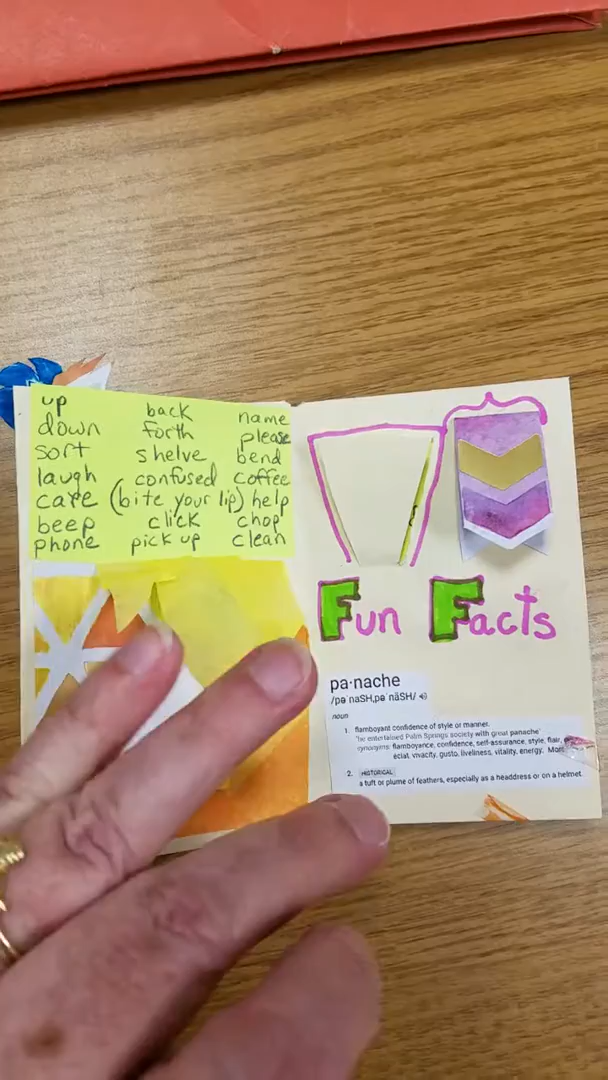 up back name
down forth please
sort shelve bend
laugh confused coffee
care (bite your lip) help
beep click chop
phone pick up clean
Fun Facts
pa·nache
/pəˈnaSH,pəˈnäSH/
noun
1. flamboyant confidence of style or manner.
"he entertained Palm Springs society with great panache"
synonyms: flamboyance, confidence, self-assurance, style, flair,
éclat, vivacity, gusto, liveliness, vitality, energy. More
2. HISTORICAL
a tuft or plume of feathers, especially as a headdress or on a helmet.